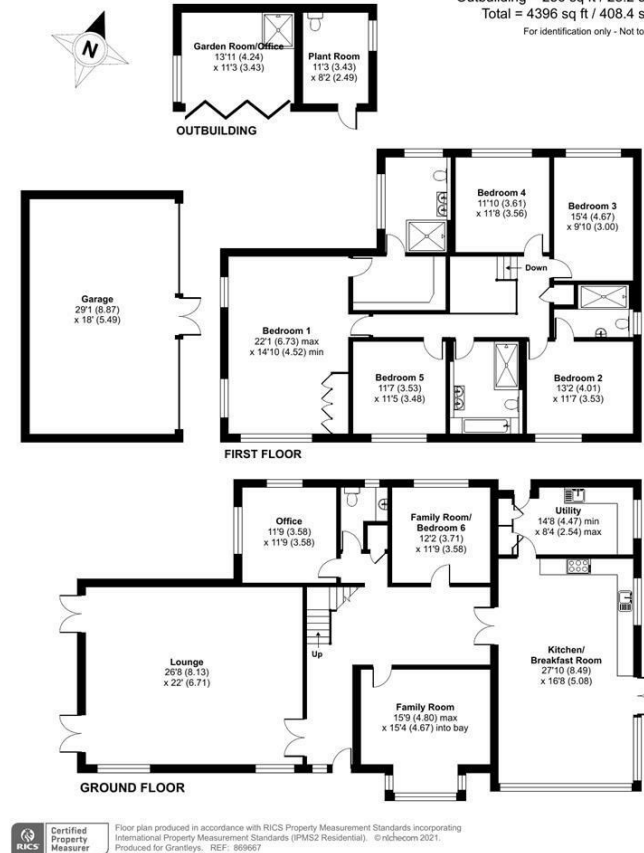 Outbuilding
Total = 4396 sq ft / 408.4 s
For identification only - Not to
N
Garden Room/Office
13'11 (4.24)
x 11'3 (3.43)
Plant Room
11'3 (3.43)
x 8'2 (2.49)
OUTBUILDING
Garage
29'1 (8.87)
x 18' (5.49)
Bedroom 4
11'10 (3.61)
x 11'8 (3.56)
Bedroom 3
15'4 (4.67)
x 9'10 (3.00)
Down
Bedroom 1
22'1 (6.73) max
x 14'10 (4.52) min
Bedroom 5
11'7 (3.53)
x 11'5 (3.48)
Bedroom 2
13'2 (4.01)
x 11'7 (3.53)
FIRST FLOOR
Office
11'9 (3.58)
x 11'9 (3.58)
Family Room/
Bedroom 6
12'2 (3.71)
x 11'9 (3.58)
Utility
14'8 (4.47) min
x 8'4 (2.54) max
Lounge
26'8 (8.13)
x 22' (6.71)
Up
Kitchen/
Breakfast Room
27'10 (8.49)
x 16'8 (5.08)
Family Room
15'9 (4.80) max
x 15'4 (4.67) into bay
GROUND FLOOR
RICS
Certified
Property
Measurer
Floor plan produced in accordance with RICS Property Measurement Standards incorporating
International Property Measurement Standards (IPMS2 Residential). © nichecom 2021.
Produced for Grantleys. REF: 869667